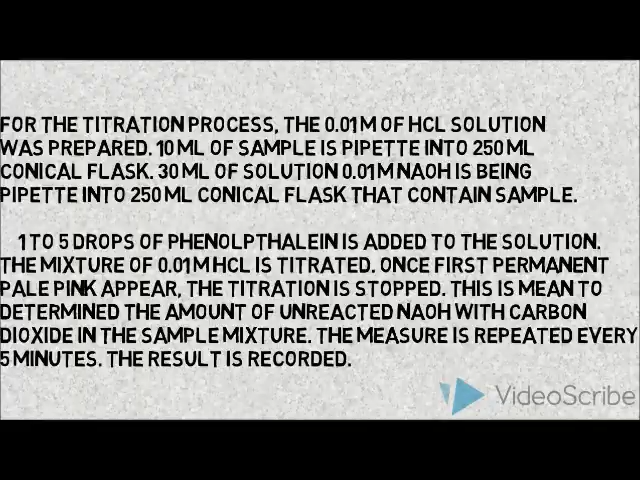 FOR THE TITRATION PROCESS, THE 0.01 M OF HCL SOLUTION
WAS PREPARED. 10 ML OF SAMPLE IS PIPETTE INTO 250 ML
CONICAL FLASK. 30 ML OF SOLUTION 0.01 M NAOH IS BEING
PIPETTE INTO 250 ML CONICAL FLASK THAT CONTAIN SAMPLE.
1 TO 5 DROPS OF PHENOLPTHALEIN IS ADDED TO THE SOLUTION.
THE MIXTURE OF 0.01 M HCL IS TITRATED. ONCE FIRST PERMANENT
PALE PINK APPEAR, THE TITRATION IS STOPPED. THIS IS MEAN TO
DETERMINED THE AMOUNT OF UNREACTED NAOH WITH CARBON
DIOXIDE IN THE SAMPLE MIXTURE. THE MEASURE IS REPEATED EVERY
5 MINUTES. THE RESULT IS RECORDED.
VideoScribe